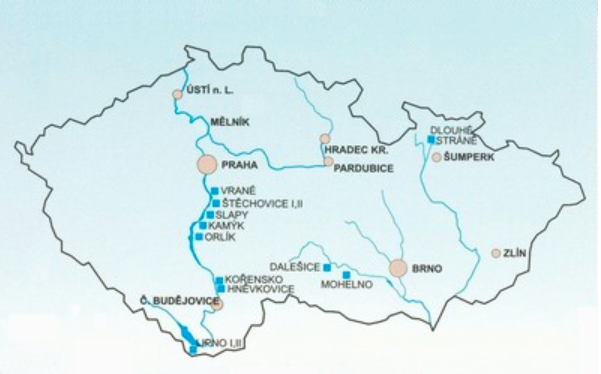 ÚSTÍ n. L.
MĚLNÍK
DLOUHÉ
STRÁNĚ
HRADEC KR.
ŠUMPERK
PRAHA
PARDUBICE
VRANÉ
ŠTĚCHOVICE I,II
SLAPY
KAMÝK
ORLÍK
ZLÍN
DALEŠICE
BRNO
KOŘENSKO
MOHELNO
HNĚVKOVICE
Č. BUDĚJOVICE
LIPNO I,II